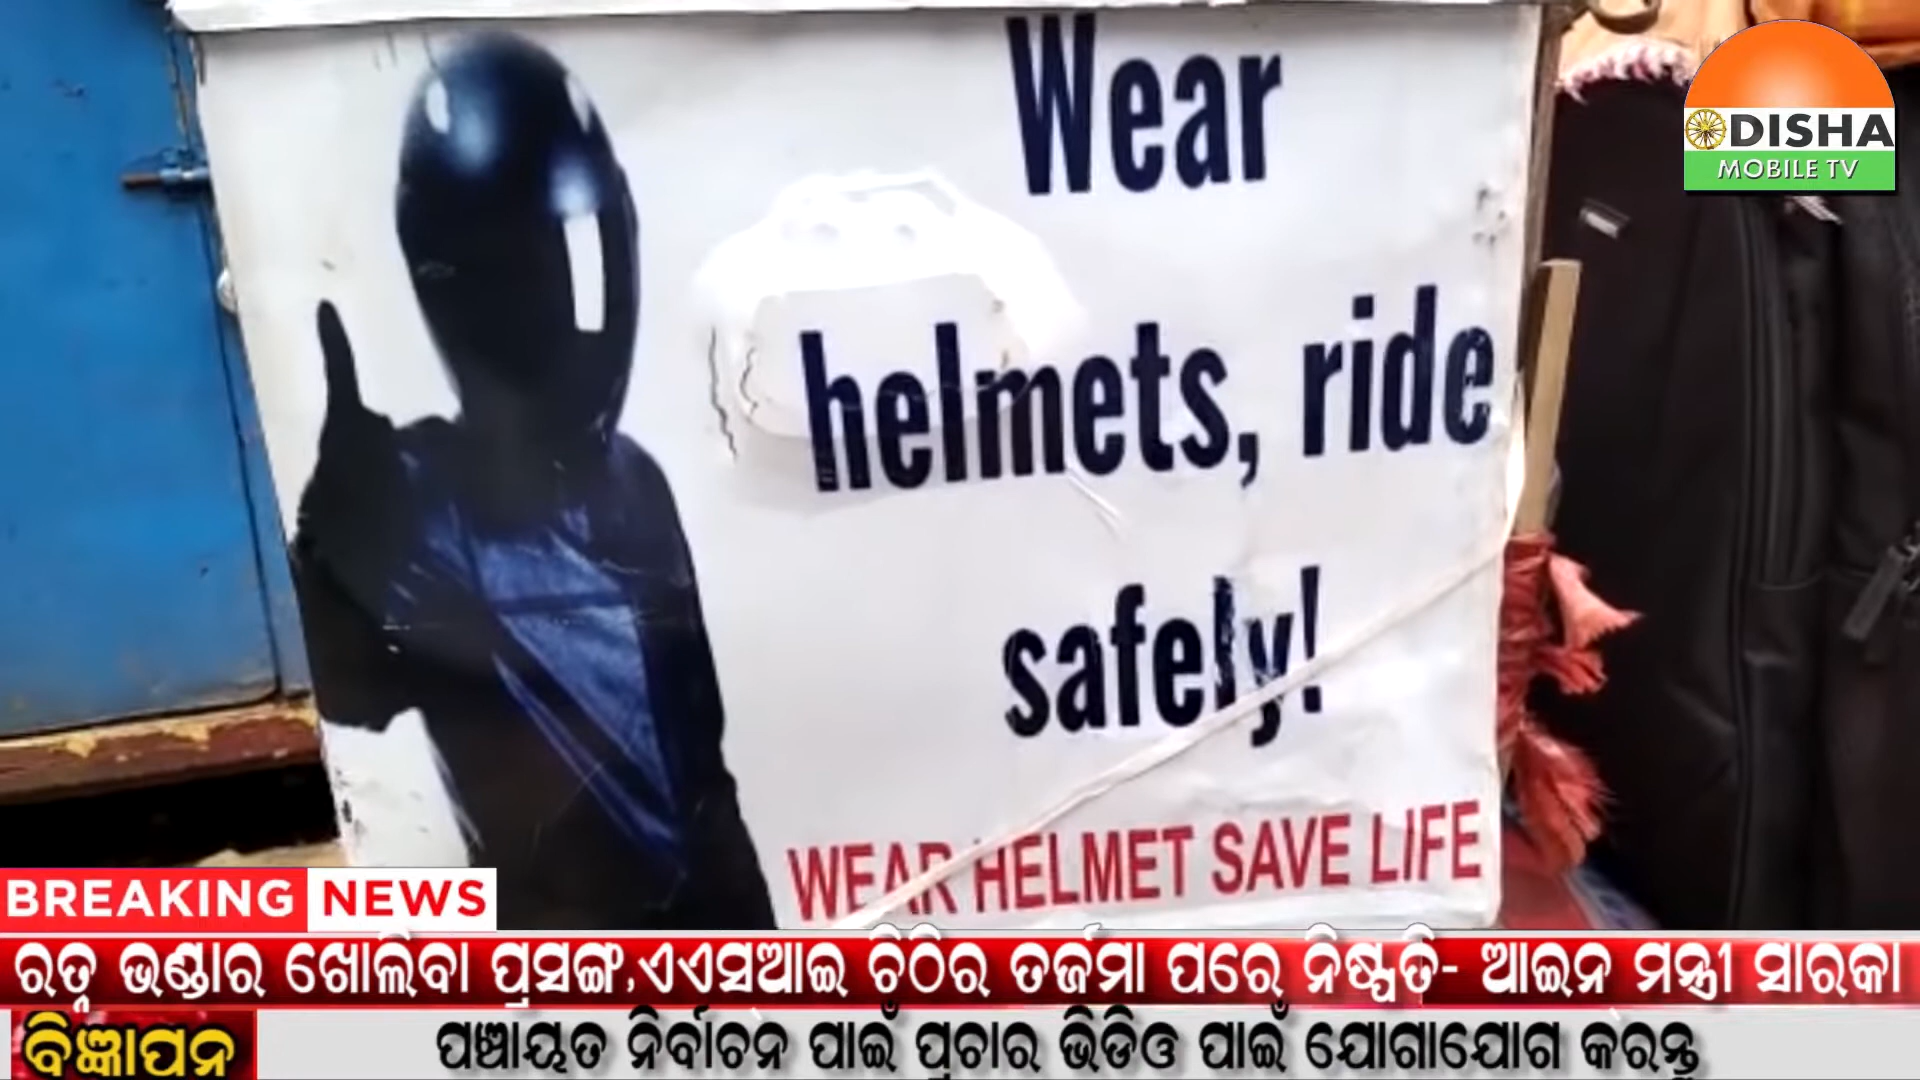 Wear
helmets, ride
safely!
WEAR HELMET SAVE LIFE
ODISHA
MOBILE TV
BREAKING NEWS
ରତ୍ନ ଭଣ୍ଡାର ଖୋଲିବା ପ୍ରସଙ୍ଗ,ଏଏସଆଇ ଚିଠିର ତର୍ଜମା ପରେ ନିଷ୍ପତି- ଆଇନ ମନ୍ତ୍ରୀ ସାରକା
ବିଜ୍ଞାପନ
ପଞ୍ଚାୟତ ନିର୍ବାଚନ ପାଇଁ ପ୍ରଚାର ଭିଡିଓ ପାଇଁ ଯୋଗାଯୋଗ କରନ୍ତୁ